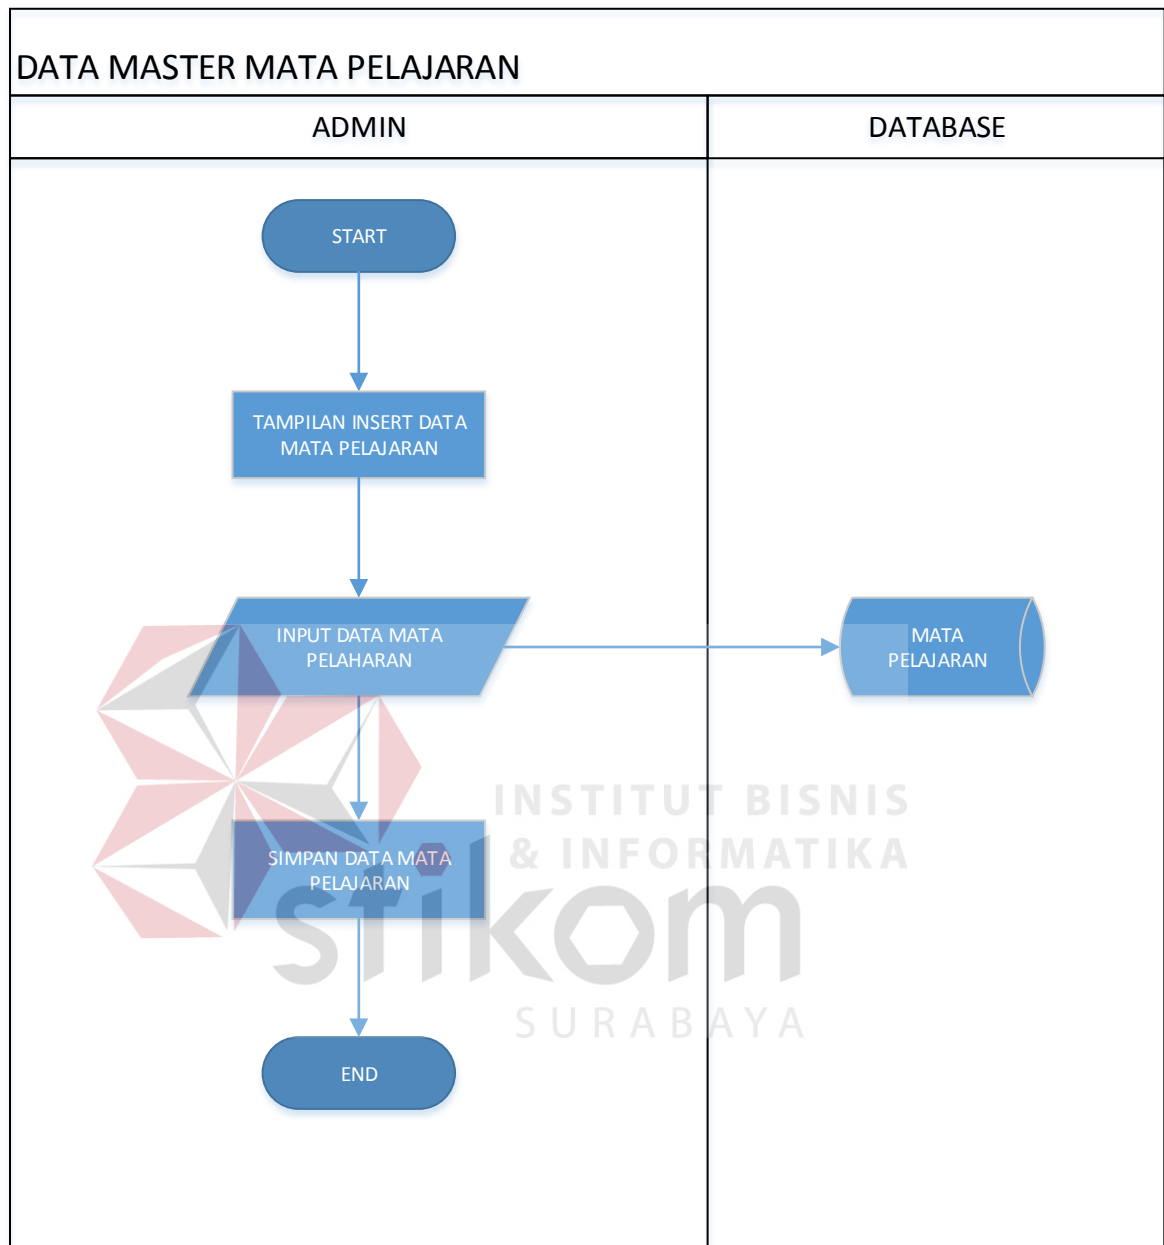 DATA MASTER MATA PELAJARAN
ADMIN
DATABASE
START
TAMPILAN INSERT DATA
MATA PELAJARAN
INPUT DATA MATA
PELAHARAN
MATA
PELAJARAN
INSTITUT BISNIS
& INFORMATIKA
SIMPAN DATA MATA
PELAJARAN
stikom
SURABAYA
END